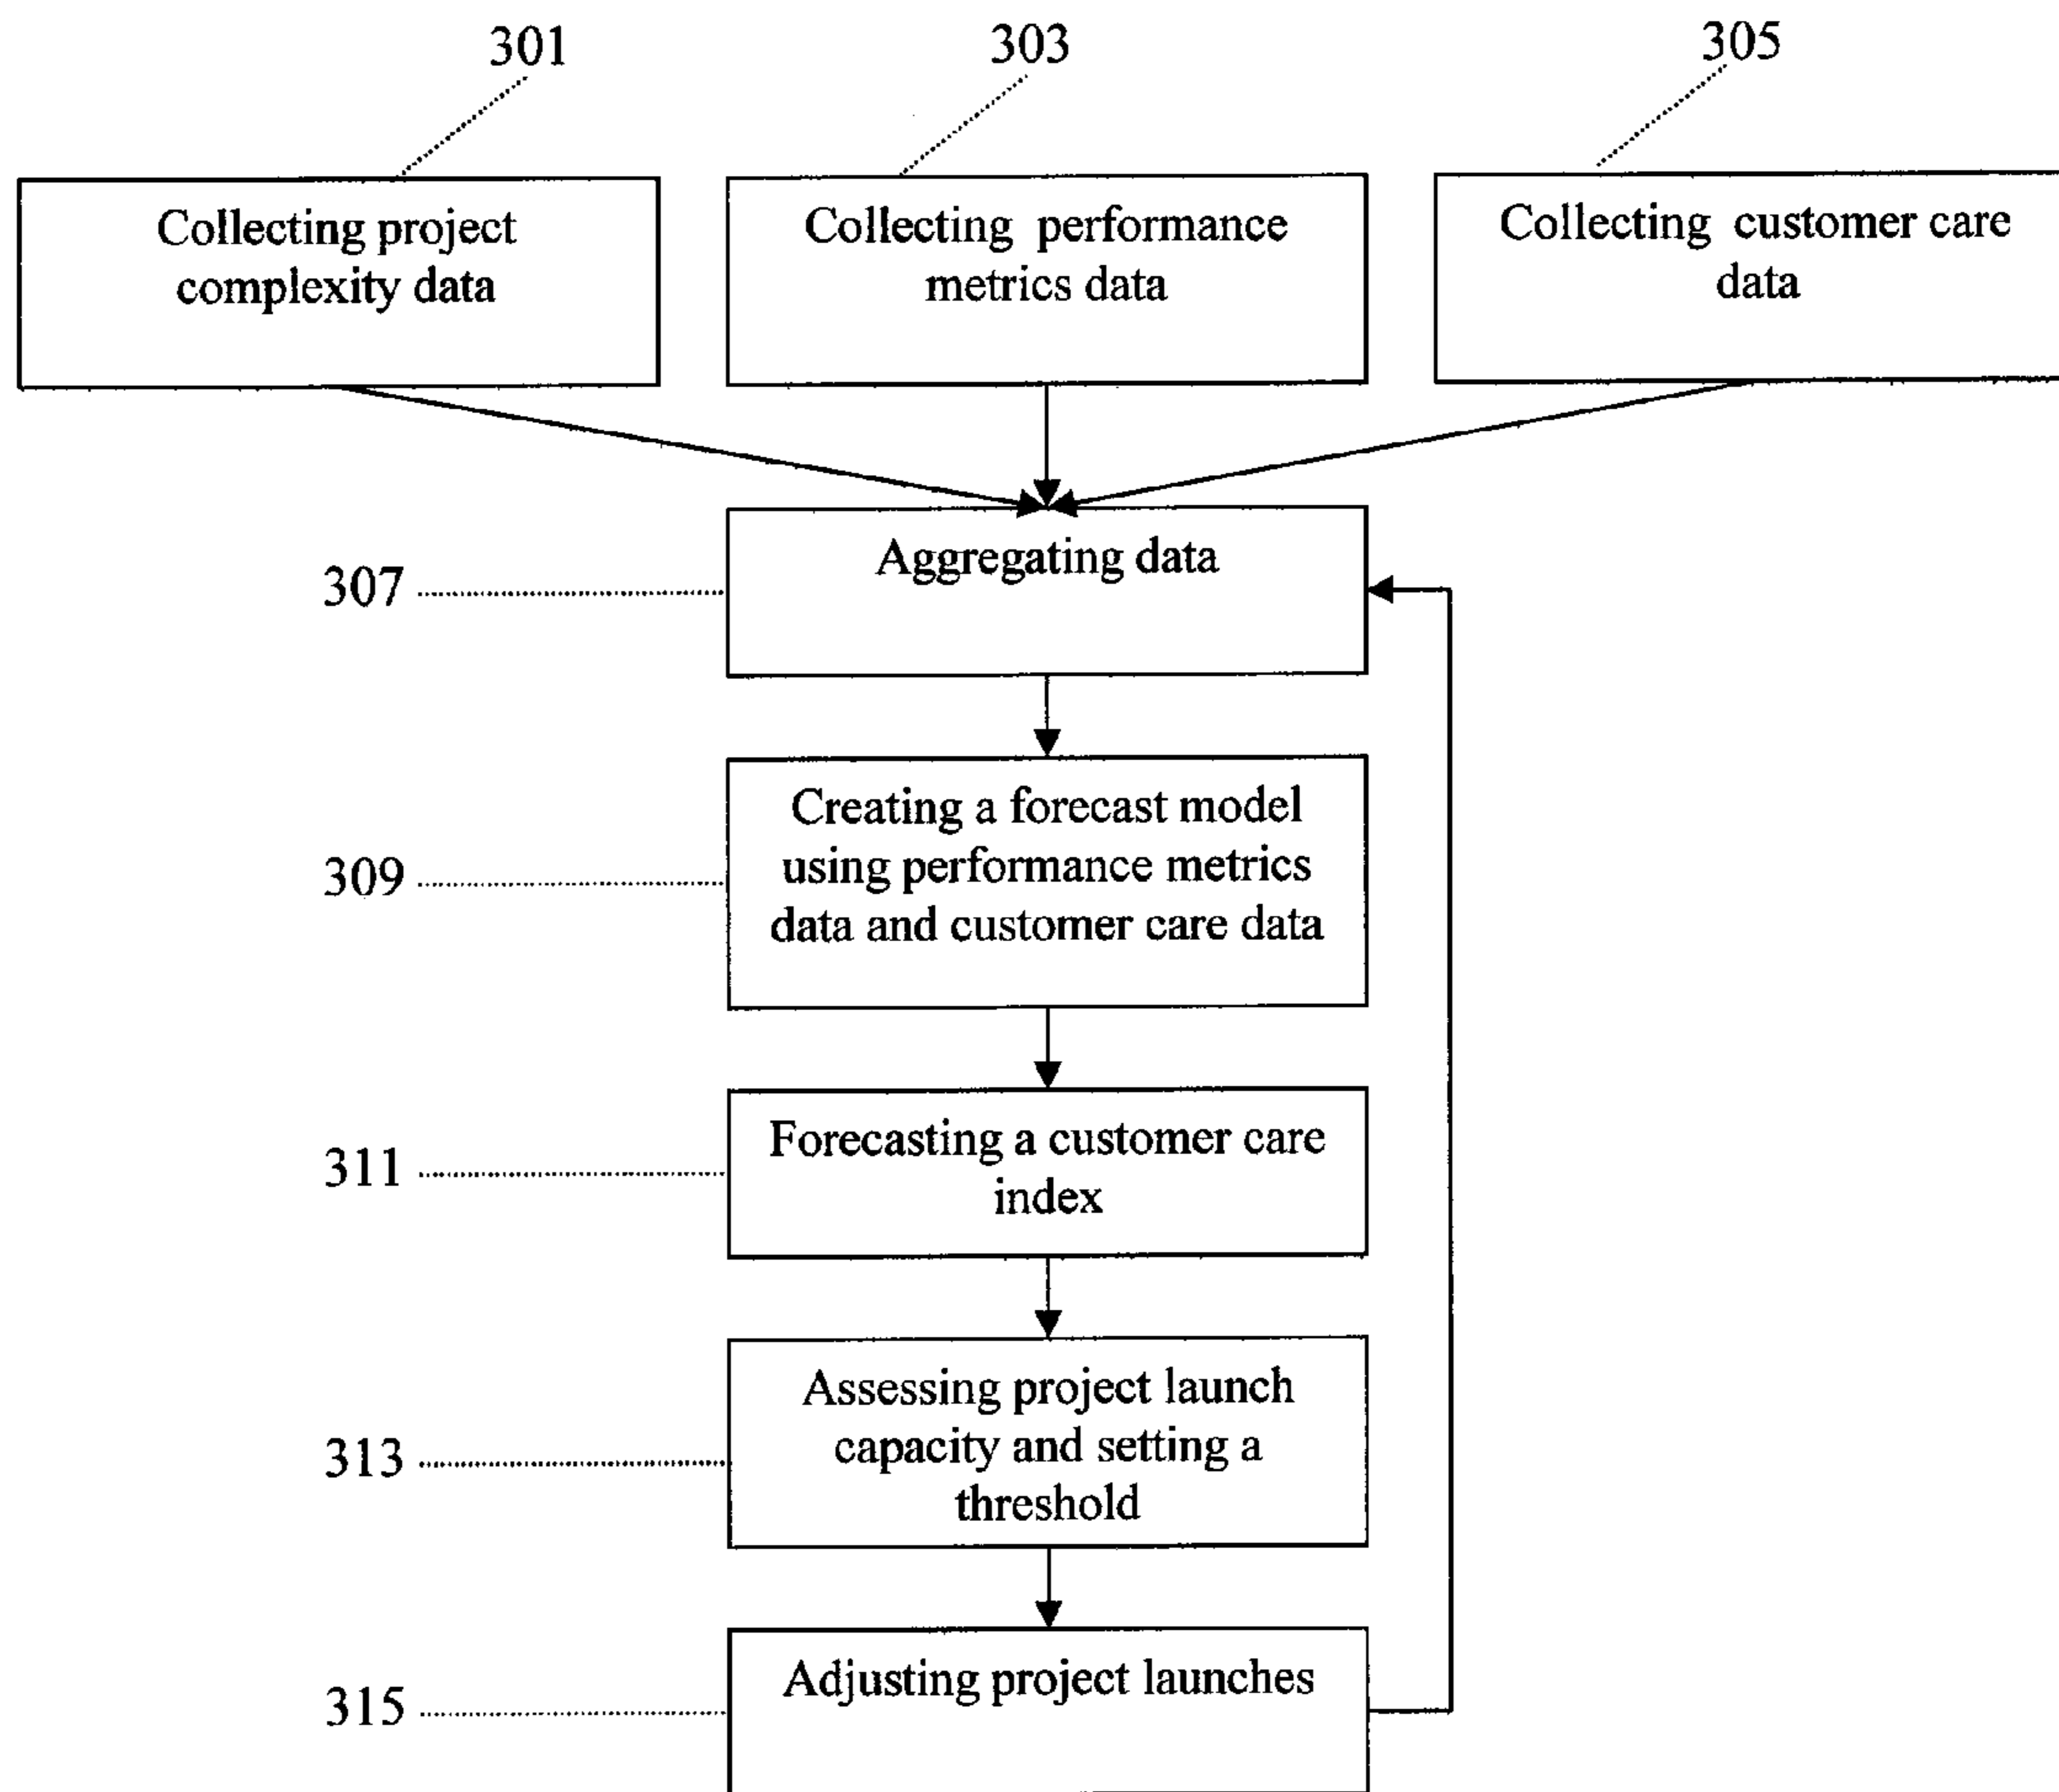 301
303
305
Collecting project
complexity data
Collecting performance
metrics data
Collecting customer care
data
Aggregating data
307
Creating a forecast model
using performance metrics
data and customer care data
309
Forecasting a customer care
index
311
Assessing project launch
capacity and setting a
threshold
313
Adjusting project launches
315